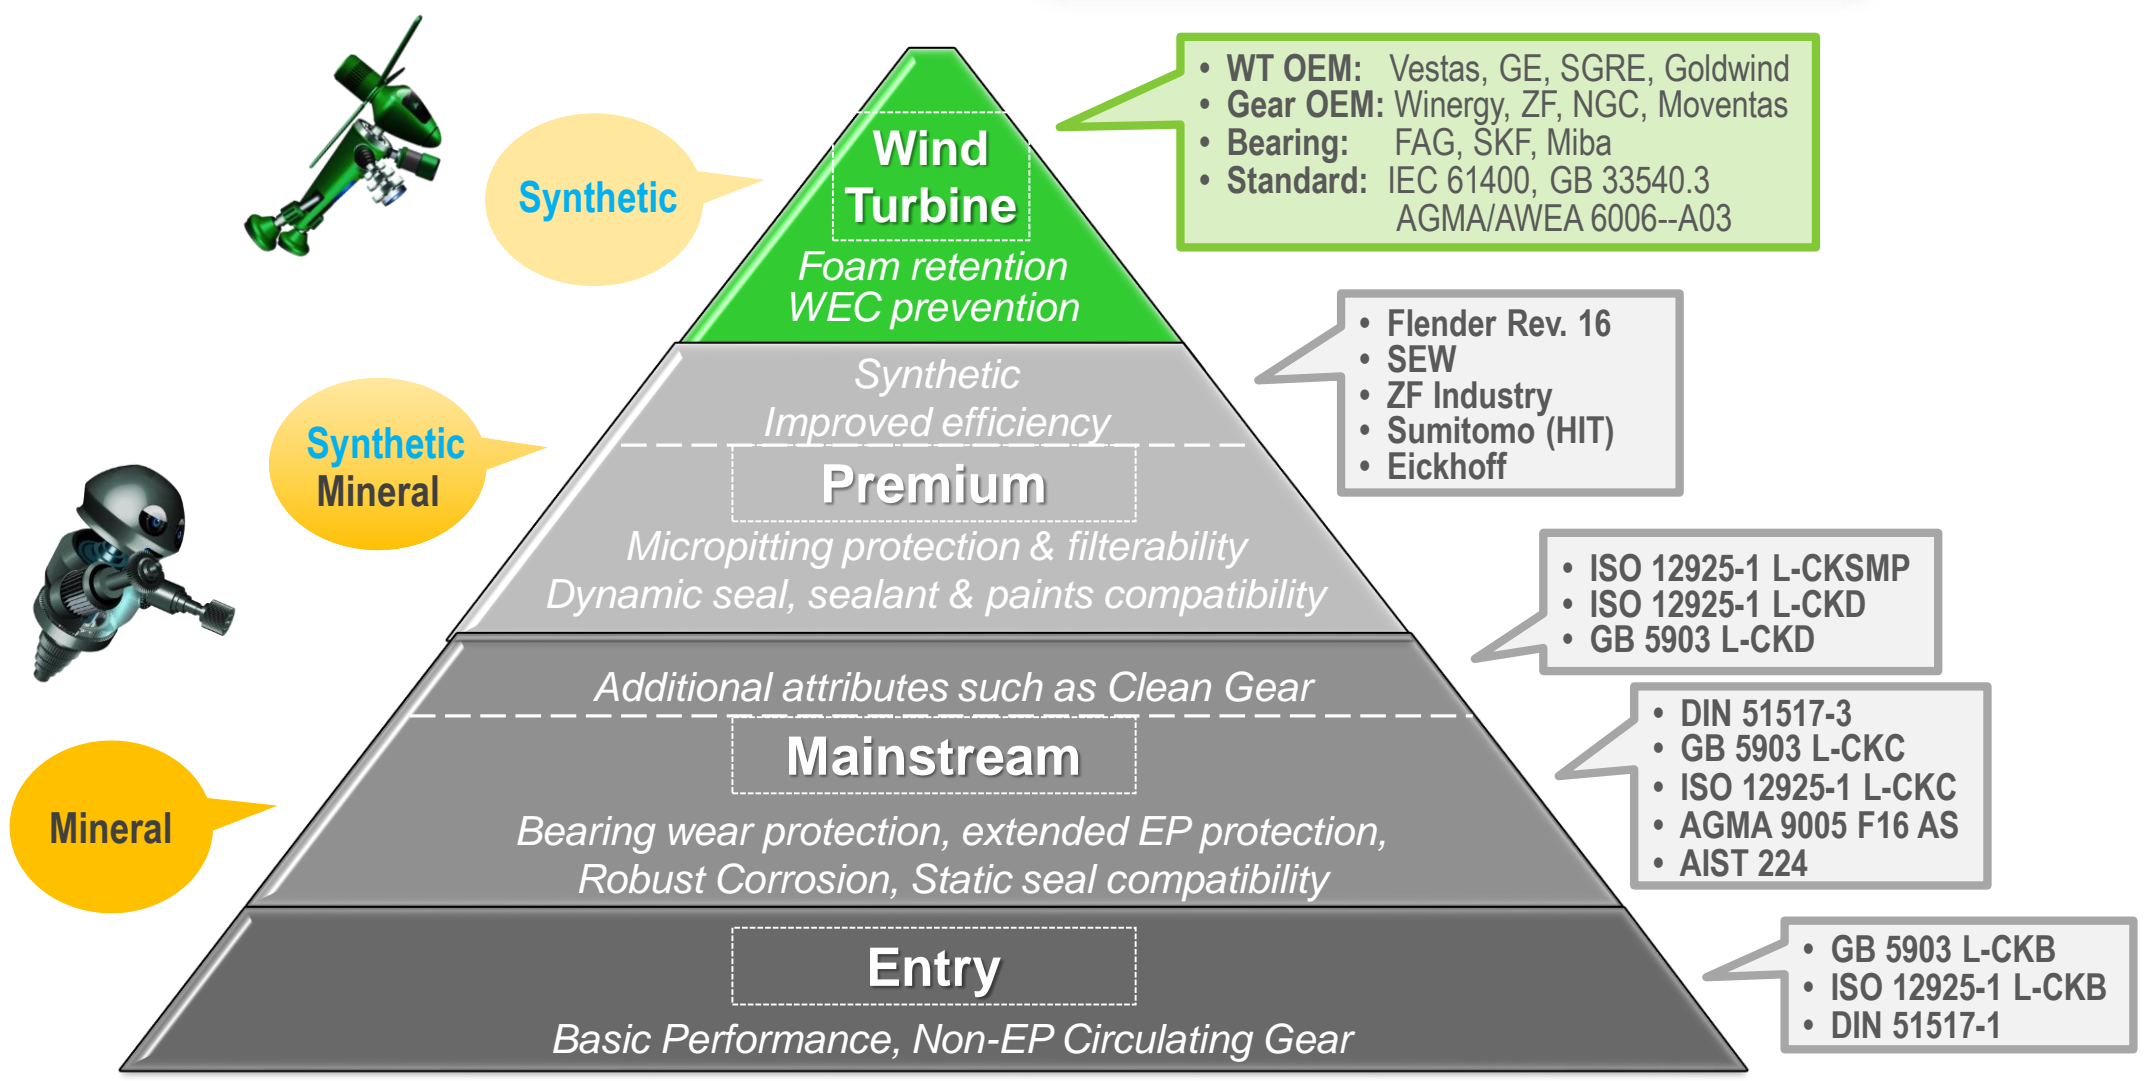 • WT OEM: Vestas, GE, SGRE, Goldwind
• Gear OEM: Winergy, ZF, NGC, Moventas
• Bearing: FAG, SKF, Miba
• Standard: IEC 61400, GB 33540.3
AGMA/AWEA 6006--A03
Synthetic
Wind
Turbine
Foam retention
WEC prevention
• Flender Rev. 16
• SEW
• ZF Industry
• Sumitomo (HIT)
• Eickhoff
Synthetic
Mineral
Synthetic
Improved efficiency
Premium
Micropitting protection & filterability
Dynamic seal, sealant & paints compatibility
• ISO 12925-1 L-CKSMP
• ISO 12925-1 L-CKD
• GB 5903 L-CKD
Additional attributes such as Clean Gear
Mainstream
Bearing wear protection, extended EP protection,
Robust Corrosion, Static seal compatibility
• DIN 51517-3
• GB 5903 L-CKC
• ISO 12925-1 L-CKC
• AGMA 9005 F16 AS
• AIST 224
Mineral
Entry
Basic Performance, Non-EP Circulating Gear
• GB 5903 L-CKB
• ISO 12925-1 L-CKB
• DIN 51517-1